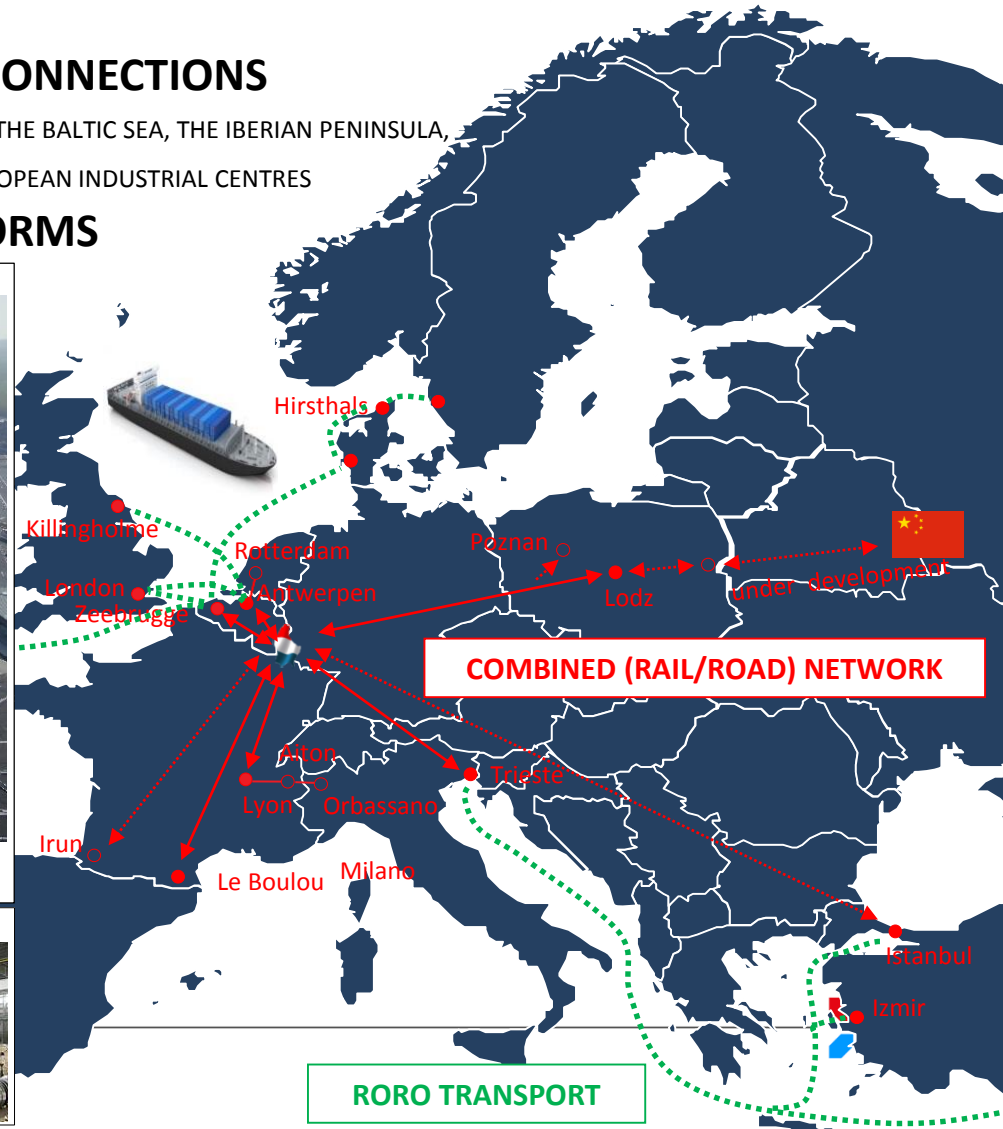 ONNECTIONS
THE BALTIC SEA, THE IBERIAN PENINSULA,
OPEAN INDUSTRIAL CENTRES
ORMS
Hirsthals
Killingholme
Rotterdam
Poznan
London
Antwerpen
Lodz
under development
Zeebrugge
COMBINED (RAIL/ROAD) NETWORK
Aiton
Trieste
Lyon
Orbassano
Irun
Le Boulou
Milano
Istanbul
Izmir
RORO TRANSPORT